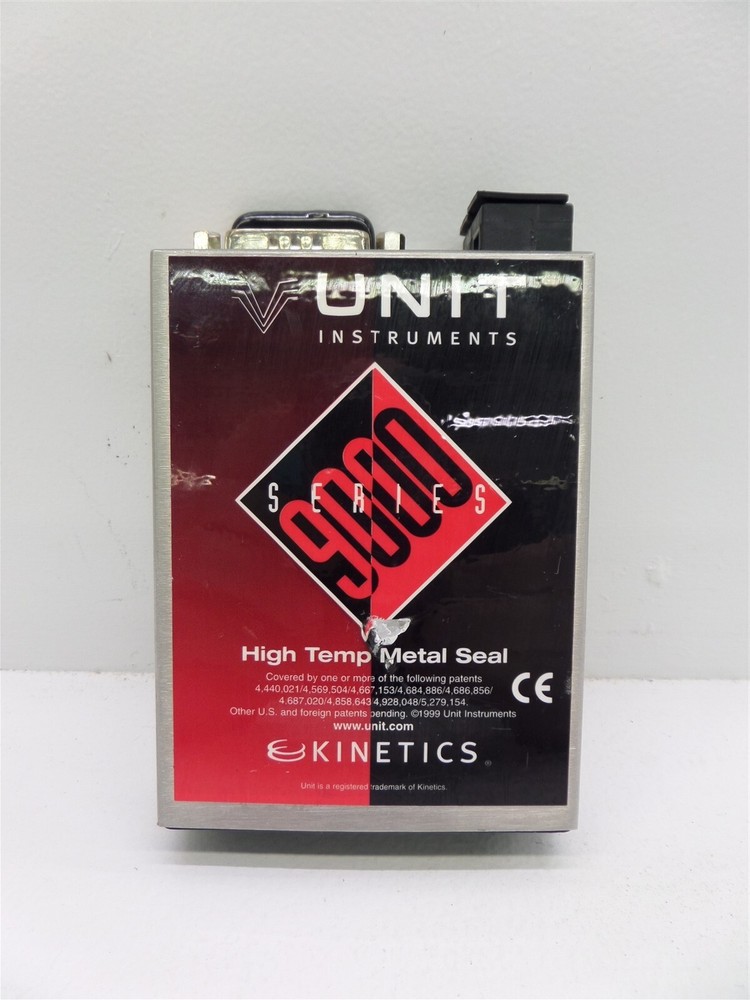 UNIT
INSTRUMENTS
9000
SERIES
High Temp Metal Seal
Covered by one or more of the following patents
4,440,021/4,569,504/4,667,153/4,684,886/4,686,856/
4,687,020/4,858,643/4,928,048/5,279,154.
Other U.S. and foreign patents pending. ©1999 Unit Instruments
www.unit.com
CE
KINETICS®
Unit is a registered trademark of Kinetics.